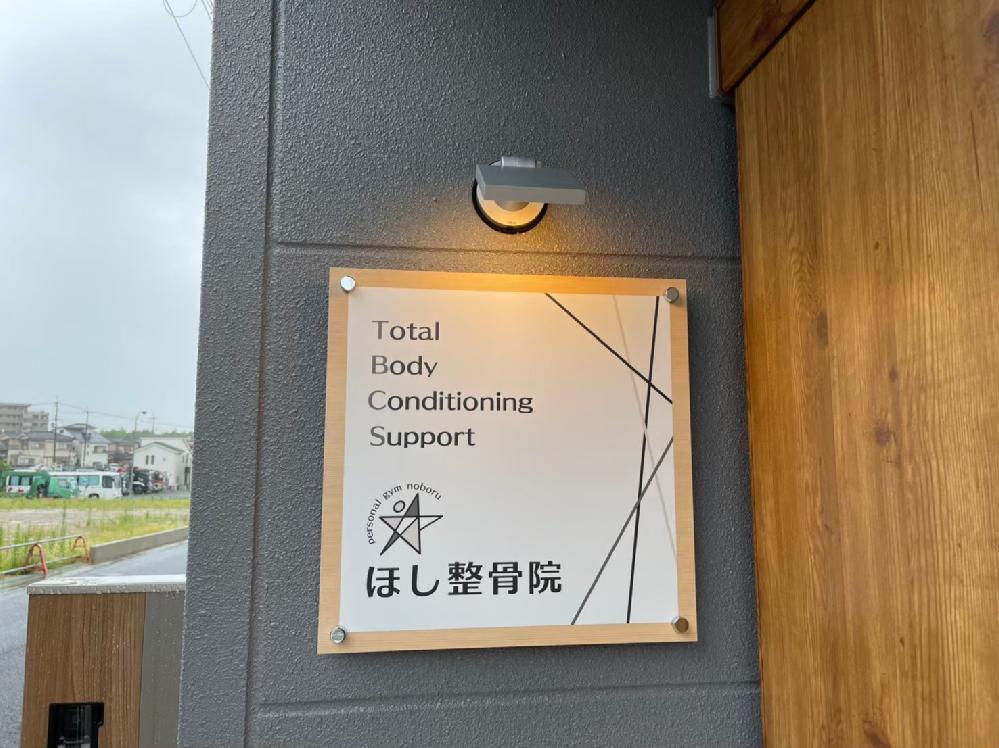 Total
Body
Conditioning
Support
personal gym noboru
ほし整骨院